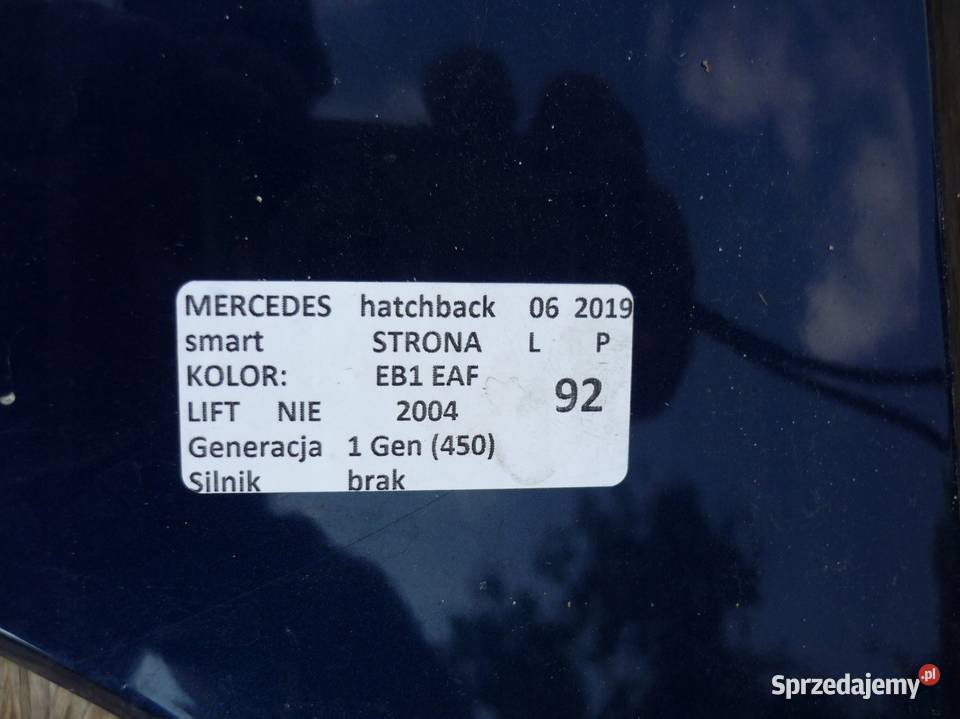 MERCEDES hatchback 06 2019
smart STRONA L P
KOLOR: EB1 EAF
92
LIFT NIE 2004
Generacja 1 Gen (450)
Silnik brak
Sprzedajemy.pl